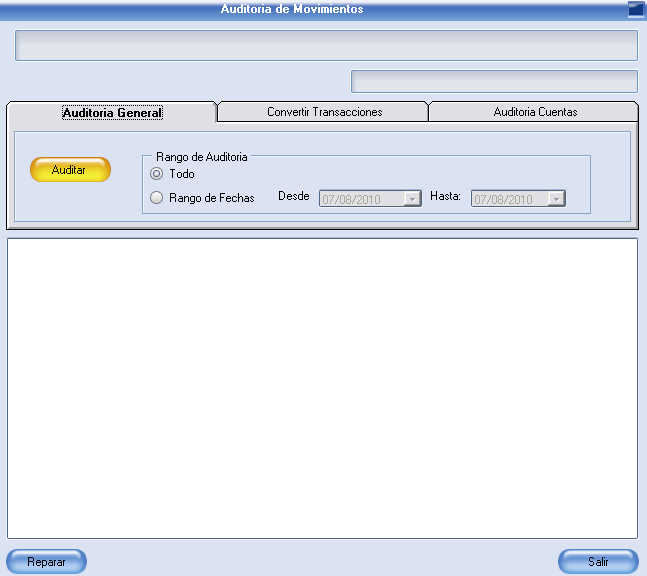 Auditoria de Movimientos
Auditoria General Convertir Transacciones Auditoria Cuentas
Rango de Auditoria
Auditar
Todo
Rango de Fechas Desde 07/08/2010 Hasta: 07/08/2010
Reparar Salir